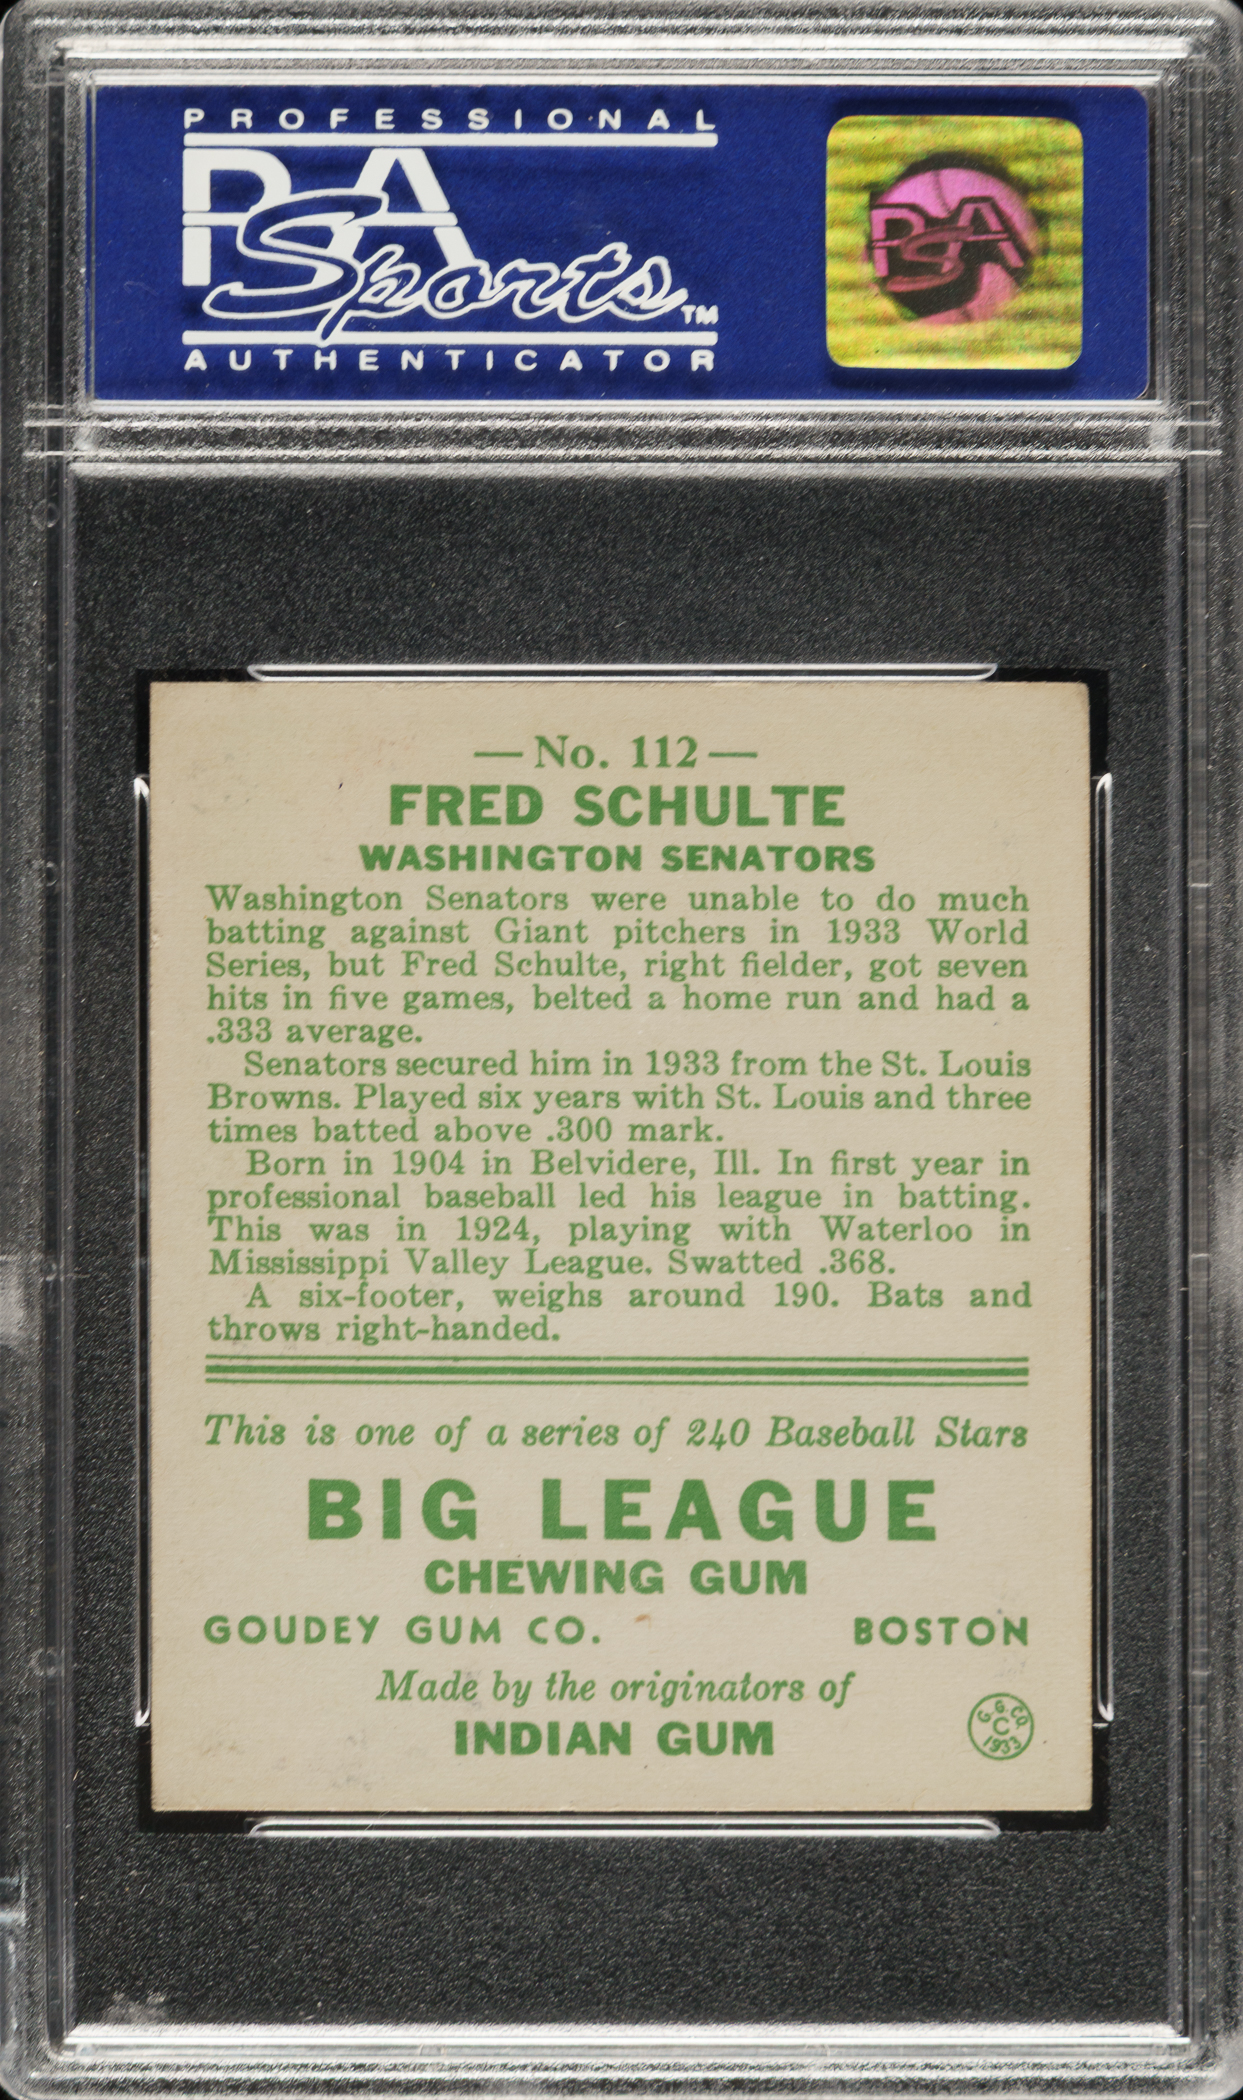 PROFESSIONAL
PSA
Sports™
AUTHENTICATOR
PSA
— No. 112 —
FRED SCHULTE
WASHINGTON SENATORS
Washington Senators were unable to do much
batting against Giant pitchers in 1933 World
Series, but Fred Schulte, right fielder, got seven
hits in five games, belted a home run and had a
.333 average.
Senators secured him in 1933 from the St. Louis
Browns. Played six years with St. Louis and three
times batted above .300 mark.
Born in 1904 in Belvidere, Ill. In first year in
professional baseball led his league in batting.
This was in 1924, playing with Waterloo in
Mississippi Valley League. Swatted .368.
A six-footer, weighs around 190. Bats and
throws right-handed.
This is one of a series of 240 Baseball Stars
BIG LEAGUE
CHEWING GUM
GOUDEY GUM CO. BOSTON
Made by the originators of
INDIAN GUM
G. G. CO.
C
1933